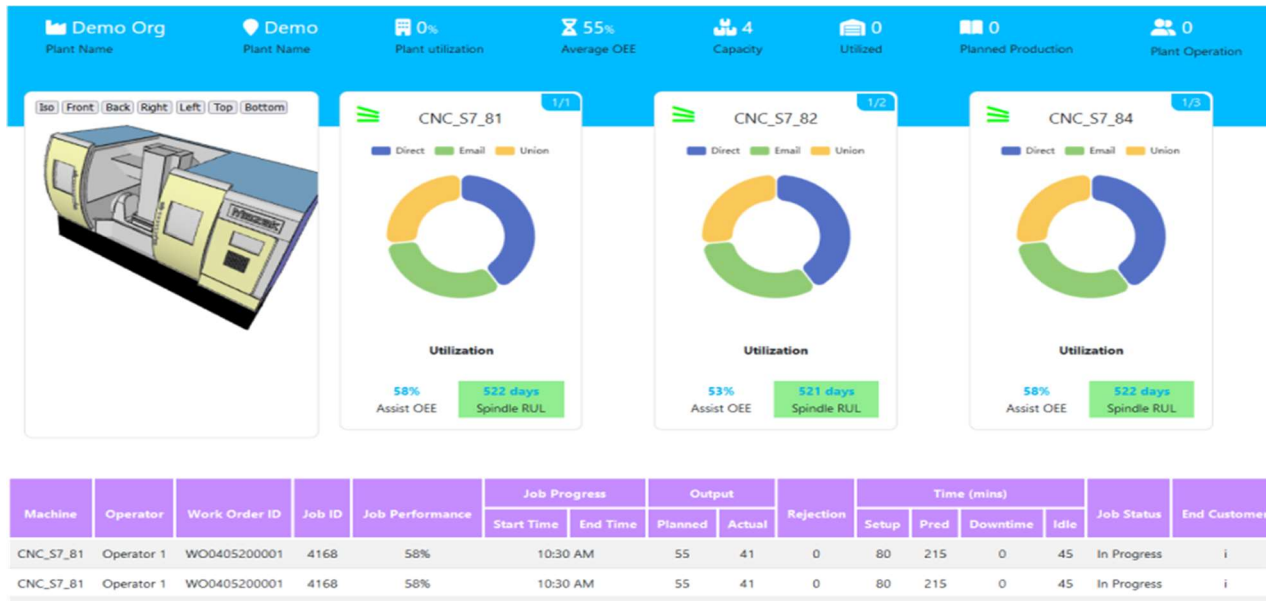 Demo Org Demo 0% 55% 4 0 0 0
Plant Name Plant Name Plant utilization Average OEE Capacity Utilized Planned Production Plant Operation
Iso Front Back Right Left Top Bottom
1/1
CNC_S7_81
Direct Email Union
Utilization
58% 522 days
Assist OEE Spindle RUL
1/2
CNC_S7_82
Direct Email Union
Utilization
53% 521 days
Assist OEE Spindle RUL
1/3
CNC_S7_84
Direct Email Union
Utilization
58% 522 days
Assist OEE Spindle RUL
Machine Operator Work Order ID Job ID Job Performance Job Progress Output Rejection Time (mins) Job Status End Customer
Start Time End Time Planned Actual Setup Pred Downtime Idle
CNC_S7_81 Operator 1 WO0405200001 4168 58% 10:30 AM 55 41 0 80 215 0 45 In Progress i
CNC_S7_81 Operator 1 WO0405200001 4168 58% 10:30 AM 55 41 0 80 215 0 45 In Progress i